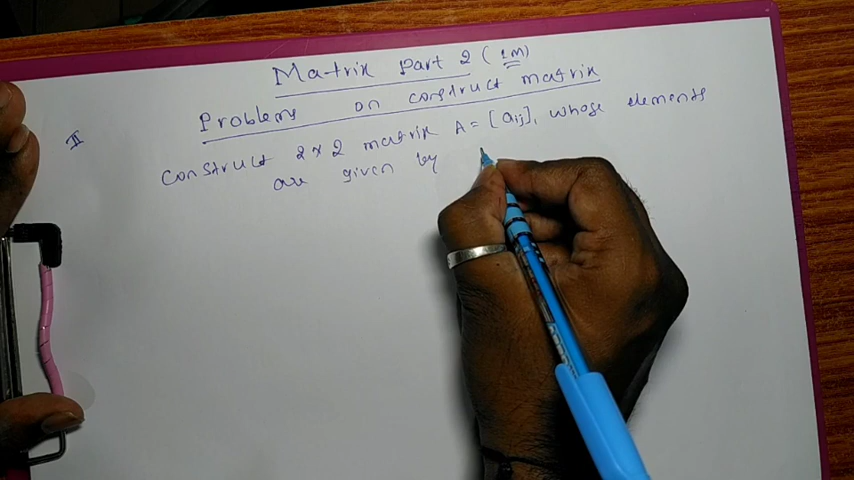 Matrix Part 2 (1M)
Problems on construct matrix
II
Construct 2 × 2 matrix A = [aij], whose elements
are given by